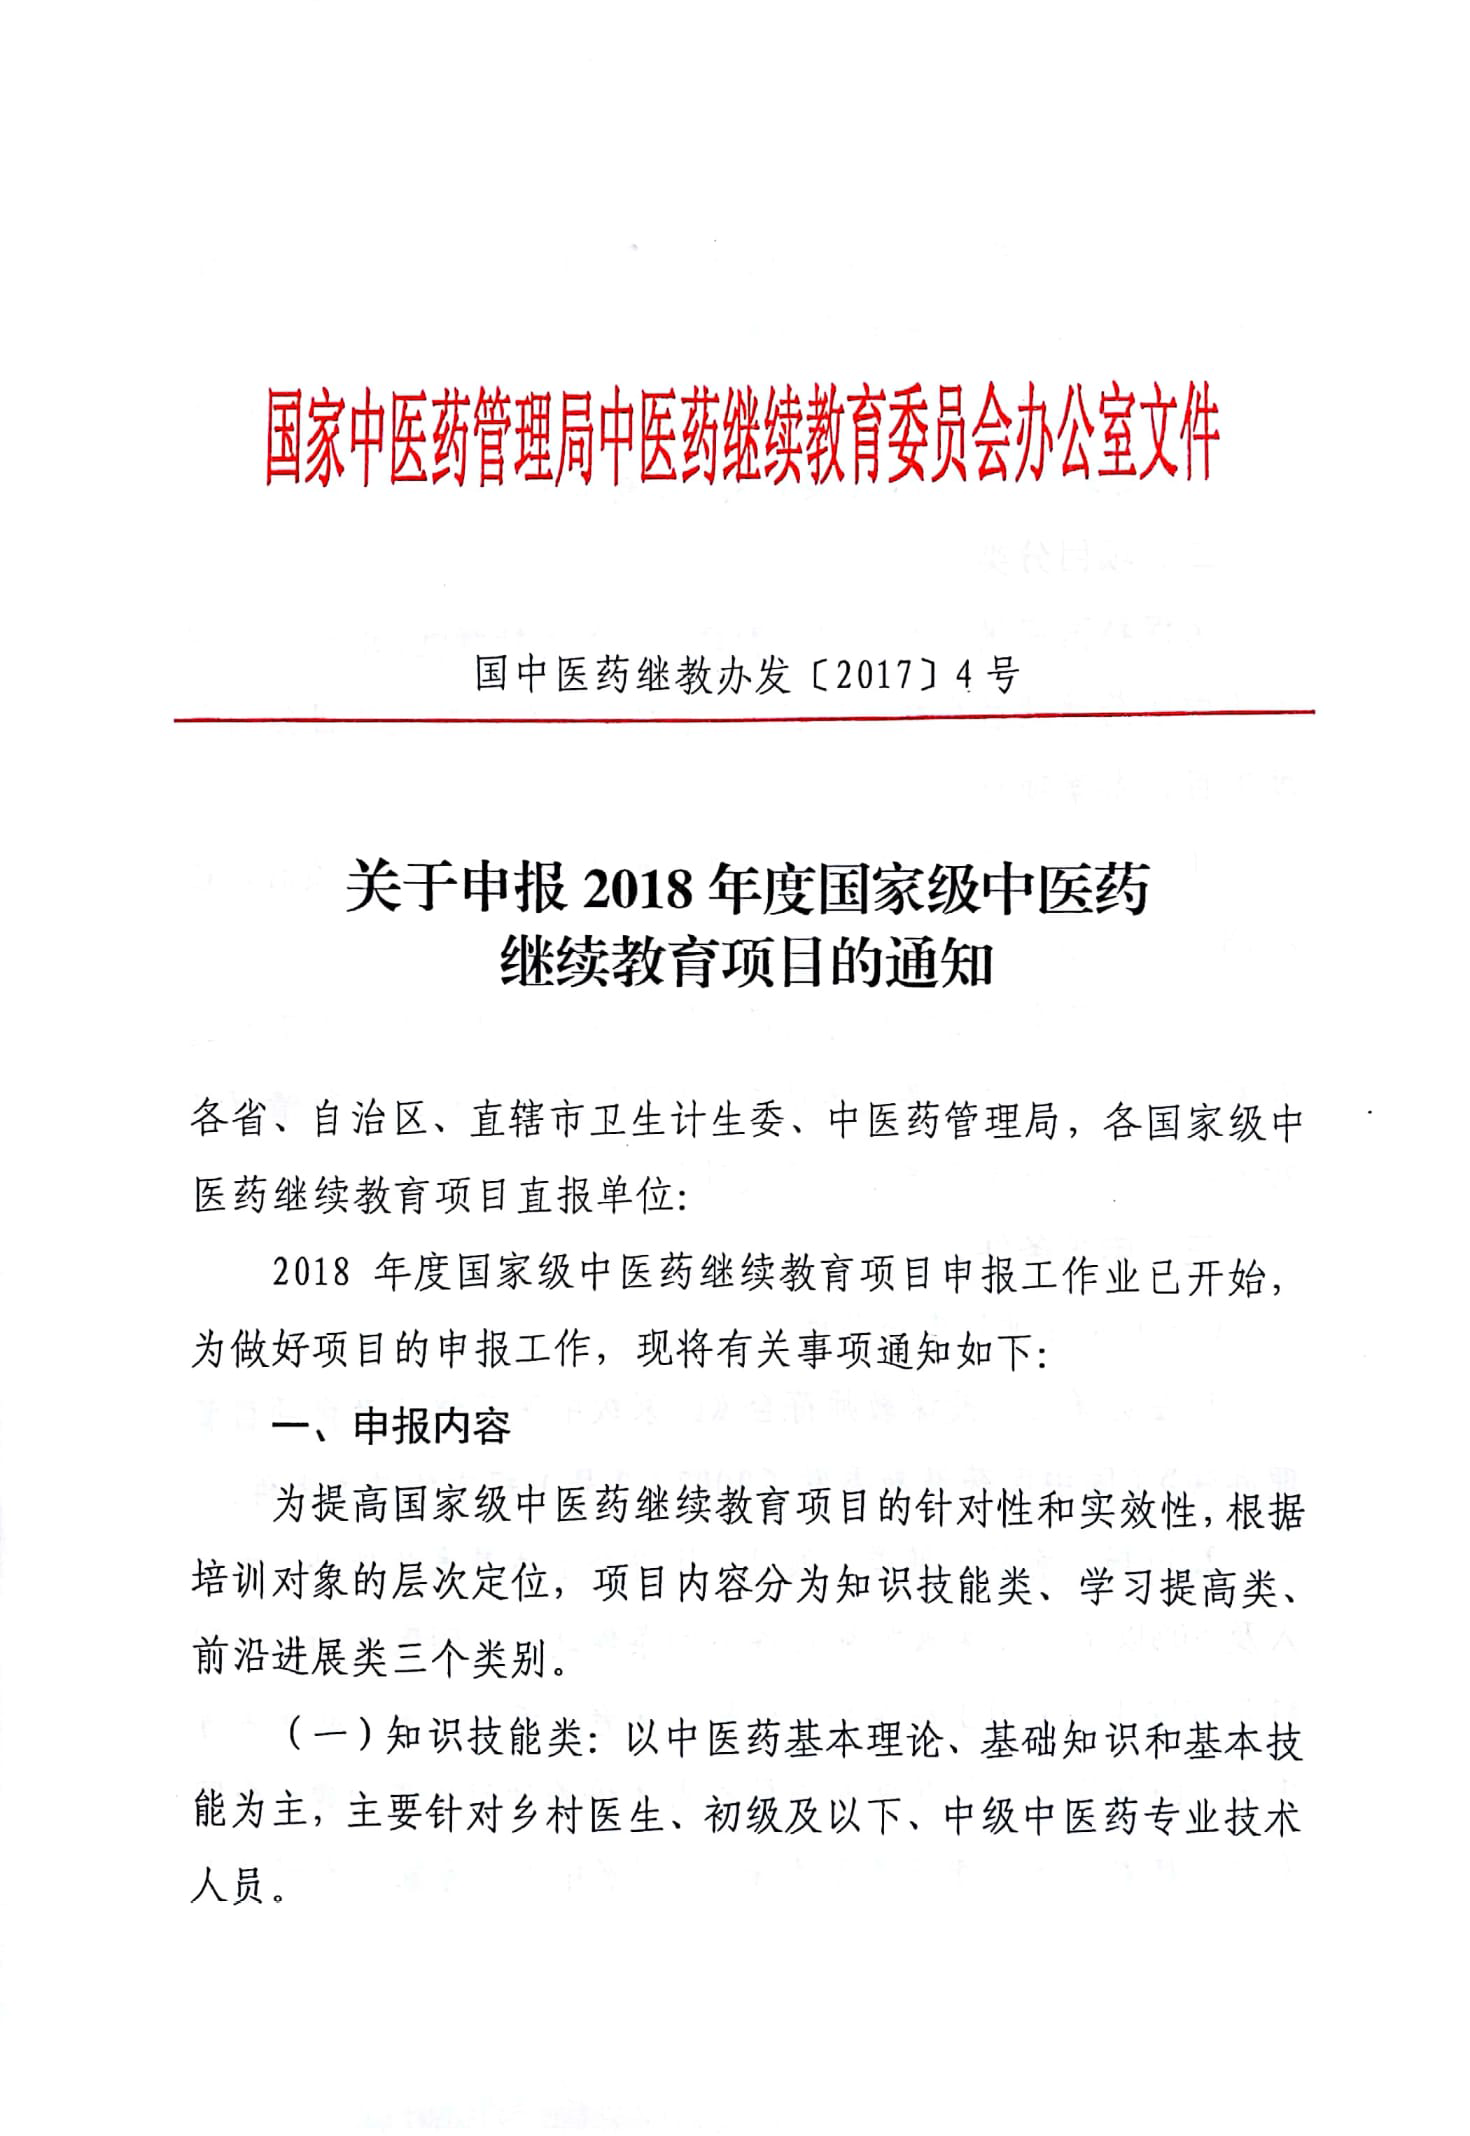 国家中医药管理局中医药继续教育委员会办公室文件
国中医药继教办发〔2017〕4号
关于申报 2018 年度国家级中医药
继续教育项目的通知
各省、自治区、直辖市卫生计生委、中医药管理局，各国家级中
医药继续教育项目直报单位：
2018 年度国家级中医药继续教育项目申报工作业已开始，
为做好项目的申报工作，现将有关事项通知如下：
一、申报内容
为提高国家级中医药继续教育项目的针对性和实效性，根据
培训对象的层次定位，项目内容分为知识技能类、学习提高类、
前沿进展类三个类别。
（一）知识技能类：以中医药基本理论、基础知识和基本技
能为主，主要针对乡村医生、初级及以下、中级中医药专业技术
人员。